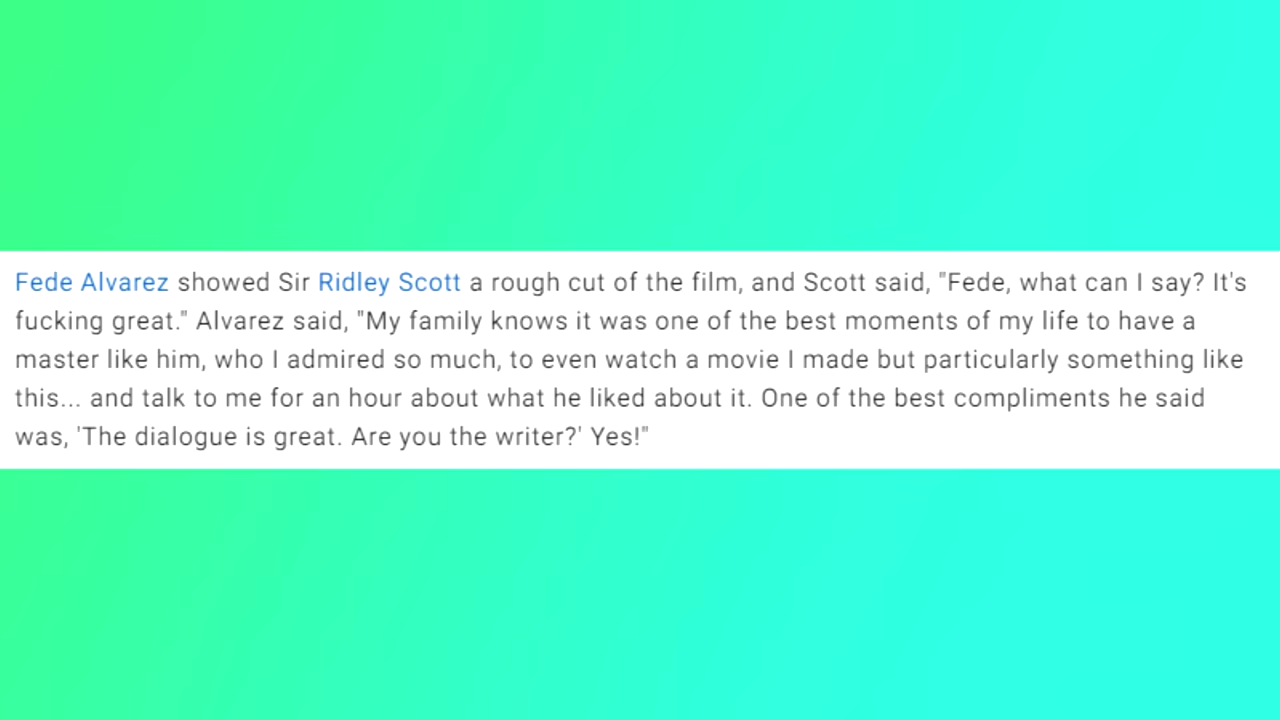 Fede Alvarez showed Sir Ridley Scott a rough cut of the film, and Scott said, "Fede, what can I say? It's
fucking great." Alvarez said, "My family knows it was one of the best moments of my life to have a
master like him, who I admired so much, to even watch a movie I made but particularly something like
this... and talk to me for an hour about what he liked about it. One of the best compliments he said
was, 'The dialogue is great. Are you the writer?' Yes!"